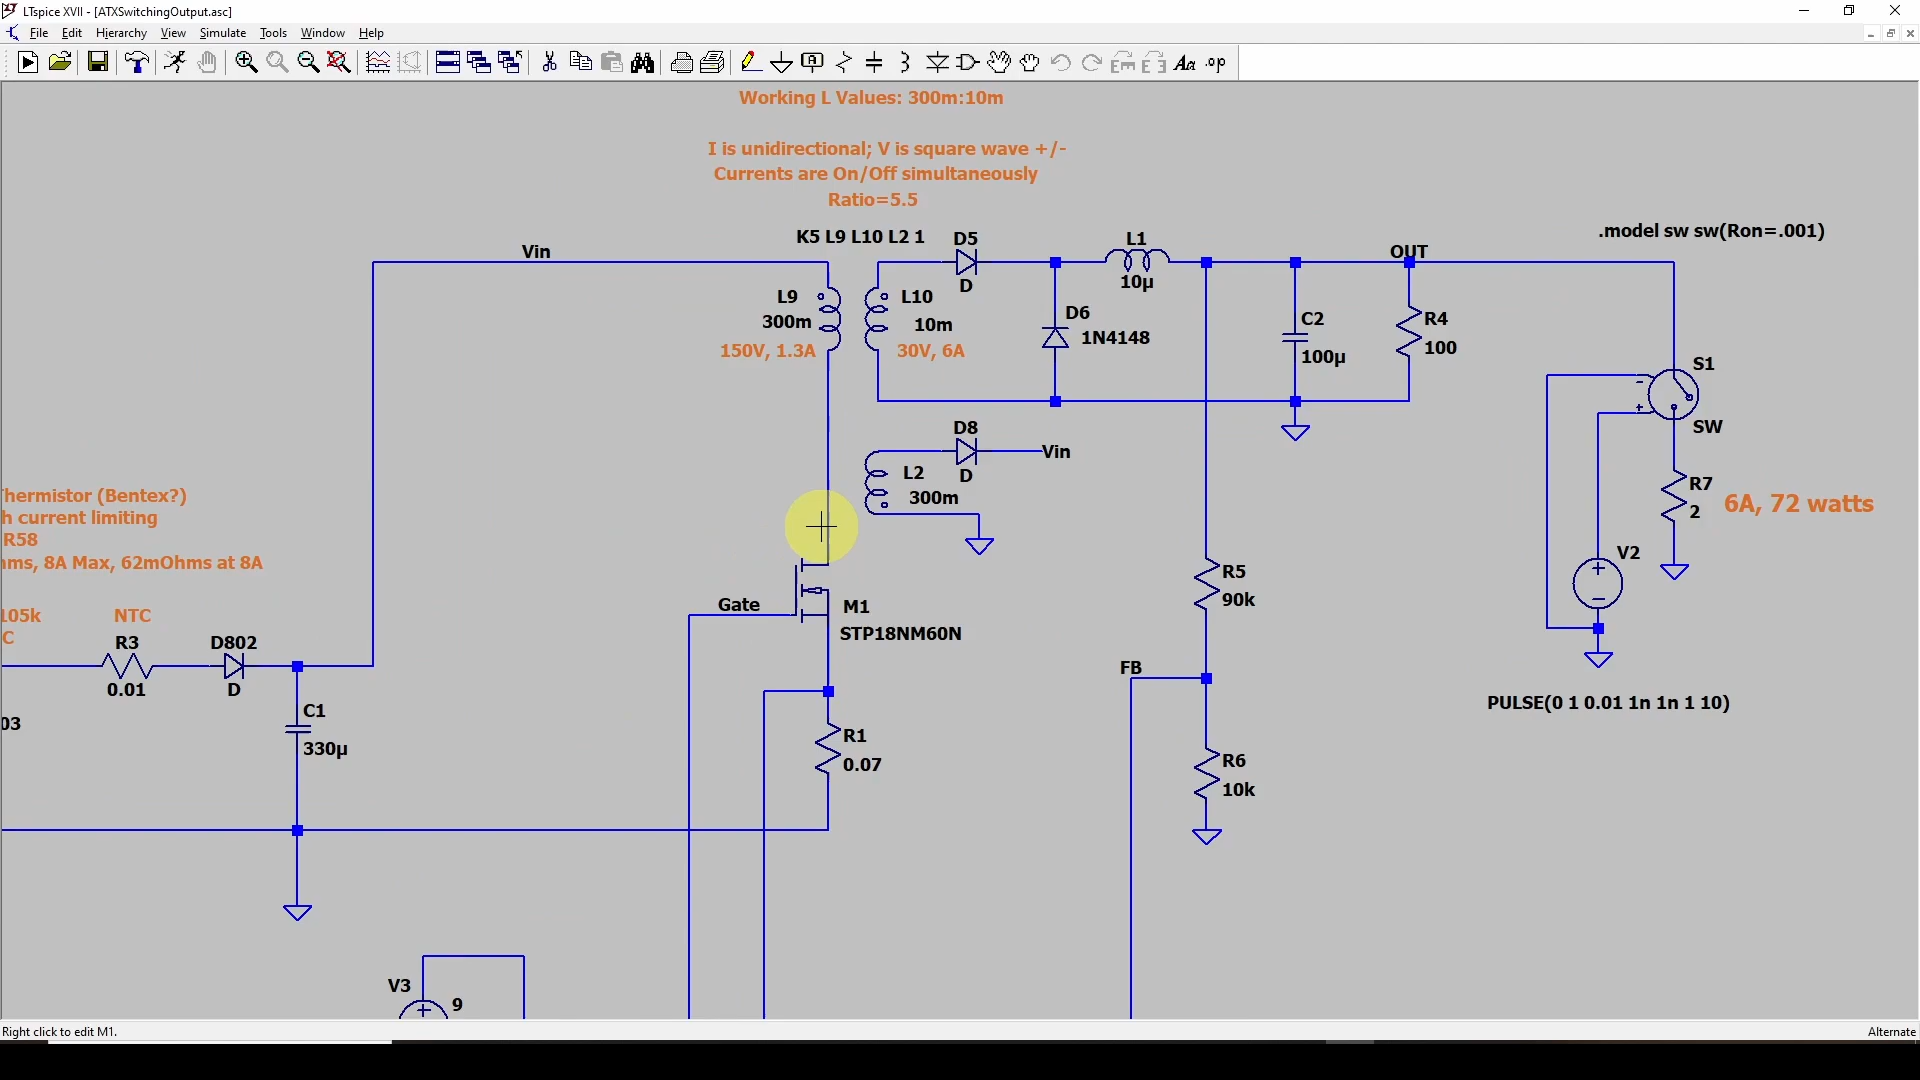 LTspice XVII - [ATXSwitchingOutput.asc]
File Edit Hierarchy View Simulate Tools Window Help
Working L Values: 300m:10m
I is unidirectional; V is square wave +/-
Currents are On/Off simultaneously
Ratio=5.5
K5 L9 L10 L2 1
D5
D
L1
10µ
Vin
OUT
.model sw sw(Ron=.001)
L9
300m
150V, 1.3A
L10
10m
30V, 6A
D6
1N4148
C2
100µ
R4
100
S1
SW
D8
D
Vin
L2
300m
R7
2
6A, 72 watts
hermistor (Bentex?)
h current limiting
R58
ms, 8A Max, 62mOhms at 8A
V2
R5
90k
Gate
M1
STP18NM60N
105k
C
NTC
R3
0.01
D802
D
FB
PULSE(0 1 0.01 1n 1n 1 10)
03
C1
330µ
R1
0.07
R6
10k
V3
9
Right click to edit M1.
Alternate